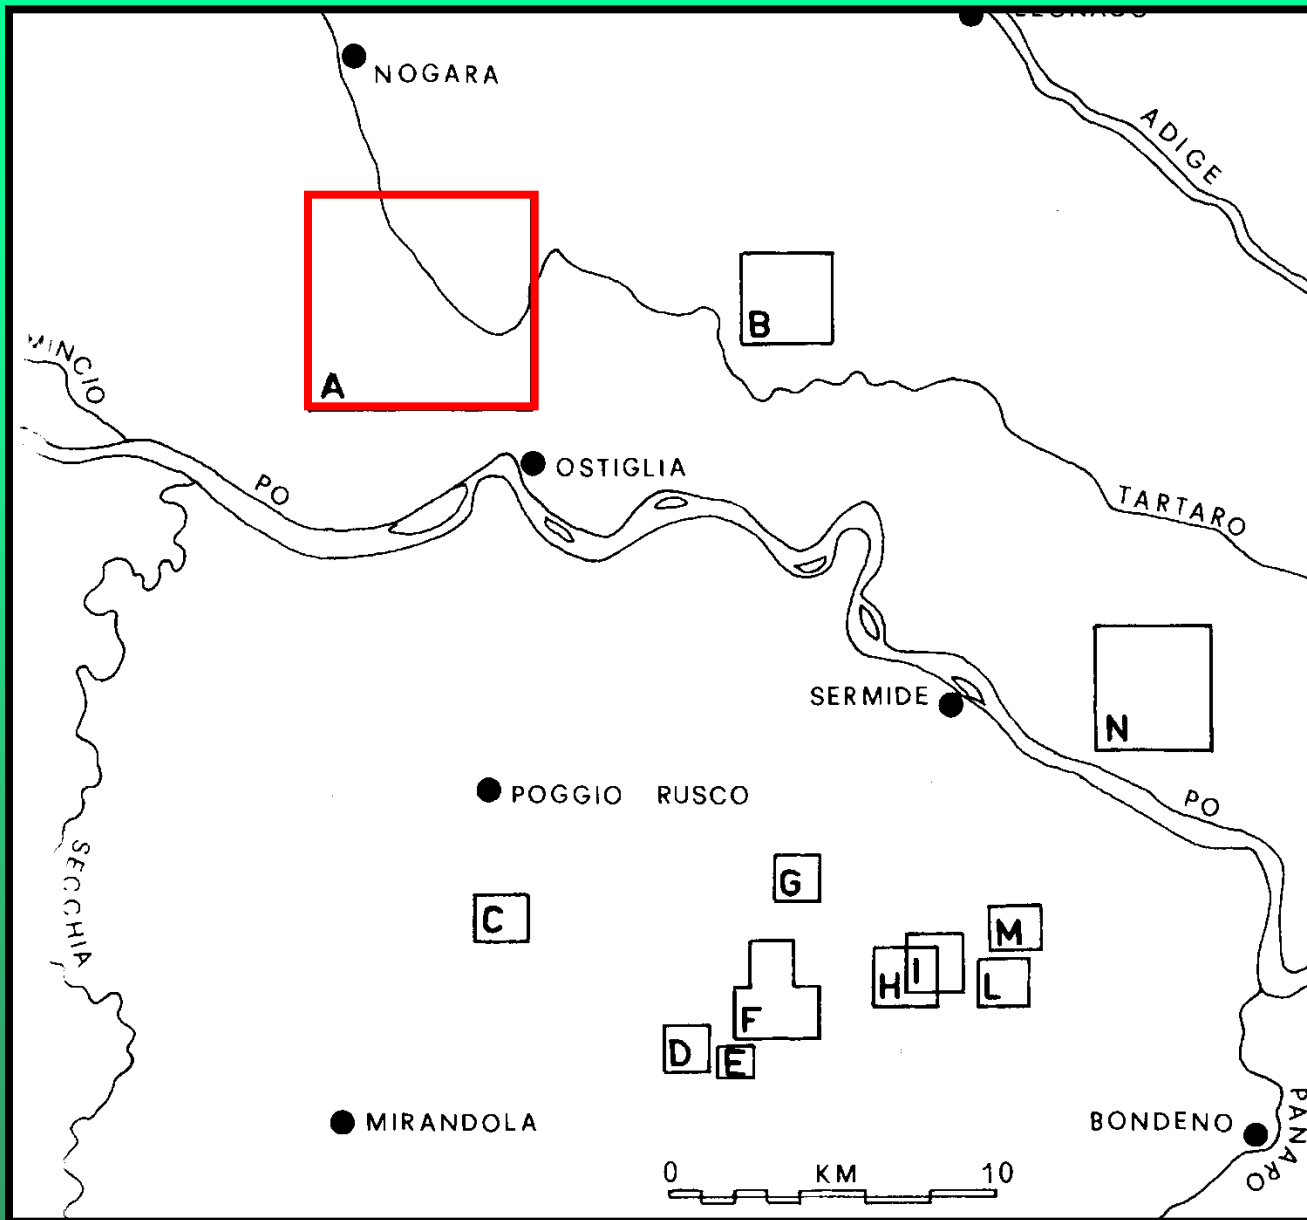 NOGARA
ADIGE
B
MINCIO
A
PO
OSTIGLIA
TARTARO
SERMIDE
N
POGGIO RUSCO
PO
SECCHIA
G
C
M
H
I
L
F
D
E
MIRANDOLA
BONDENO
PANARO
0 KM 10